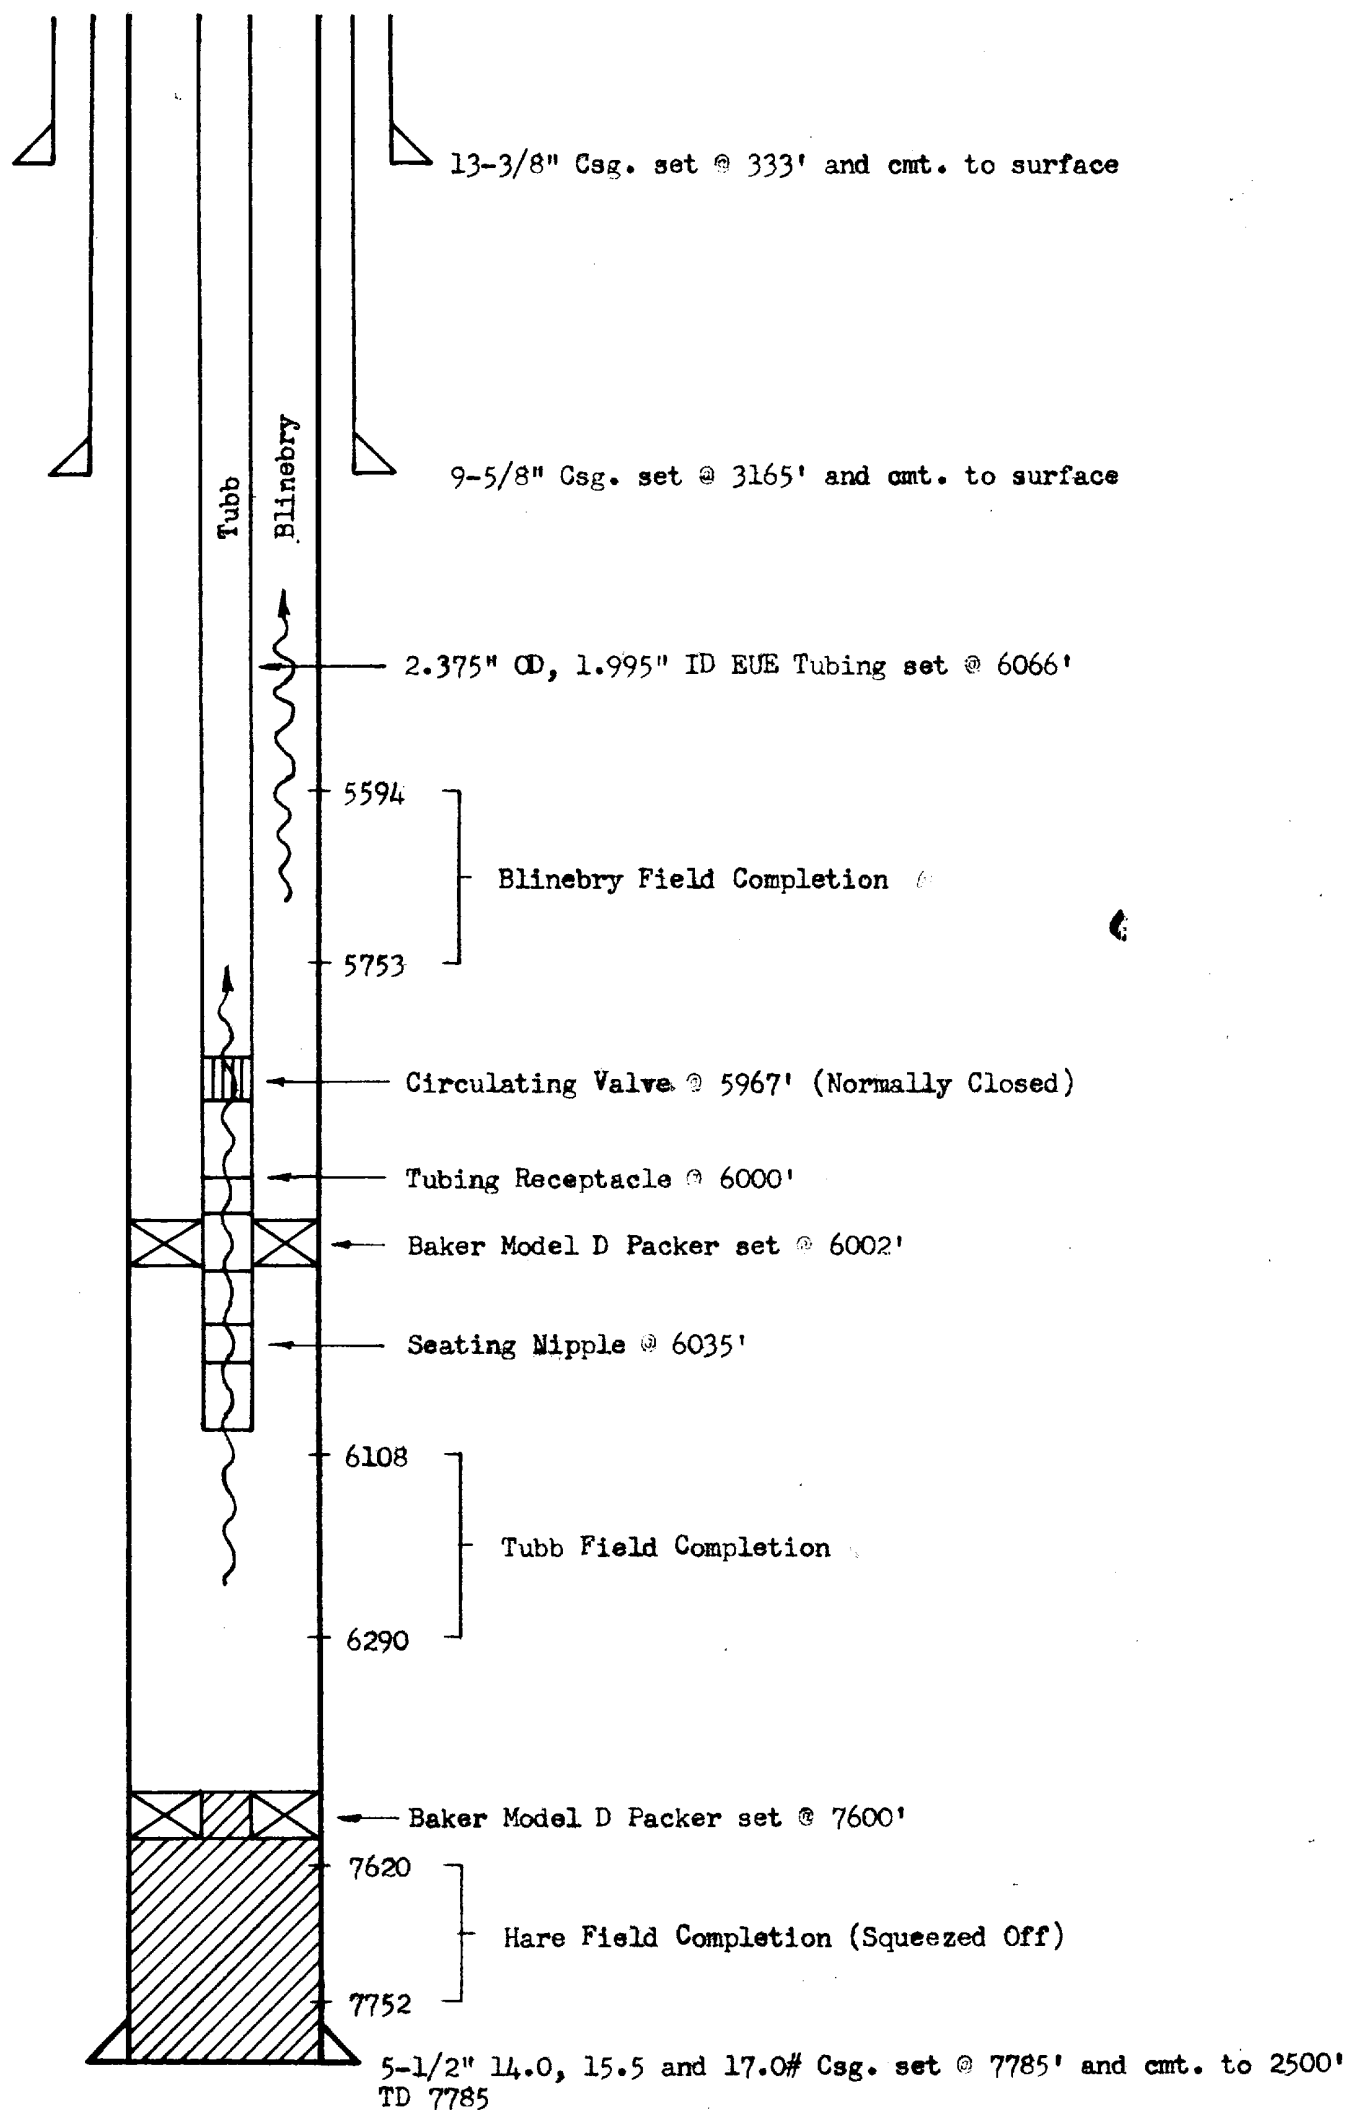 13-3/8" Csg. set @ 333' and cmt. to surface
9-5/8" Csg. set @ 3165' and cmt. to surface
Tubb
Blinebry
2.375" OD, 1.995" ID EUE Tubing set @ 6066'
5594
Blinebry Field Completion
5753
Circulating Valve @ 5967' (Normally Closed)
Tubing Receptacle @ 6000'
Baker Model D Packer set @ 6002'
Seating Nipple @ 6035'
6108
Tubb Field Completion
6290
Baker Model D Packer set @ 7600'
7620
Hare Field Completion (Squeezed Off)
7752
5-1/2" 14.0, 15.5 and 17.0# Csg. set @ 7785' and cmt. to 2500'
TD 7785